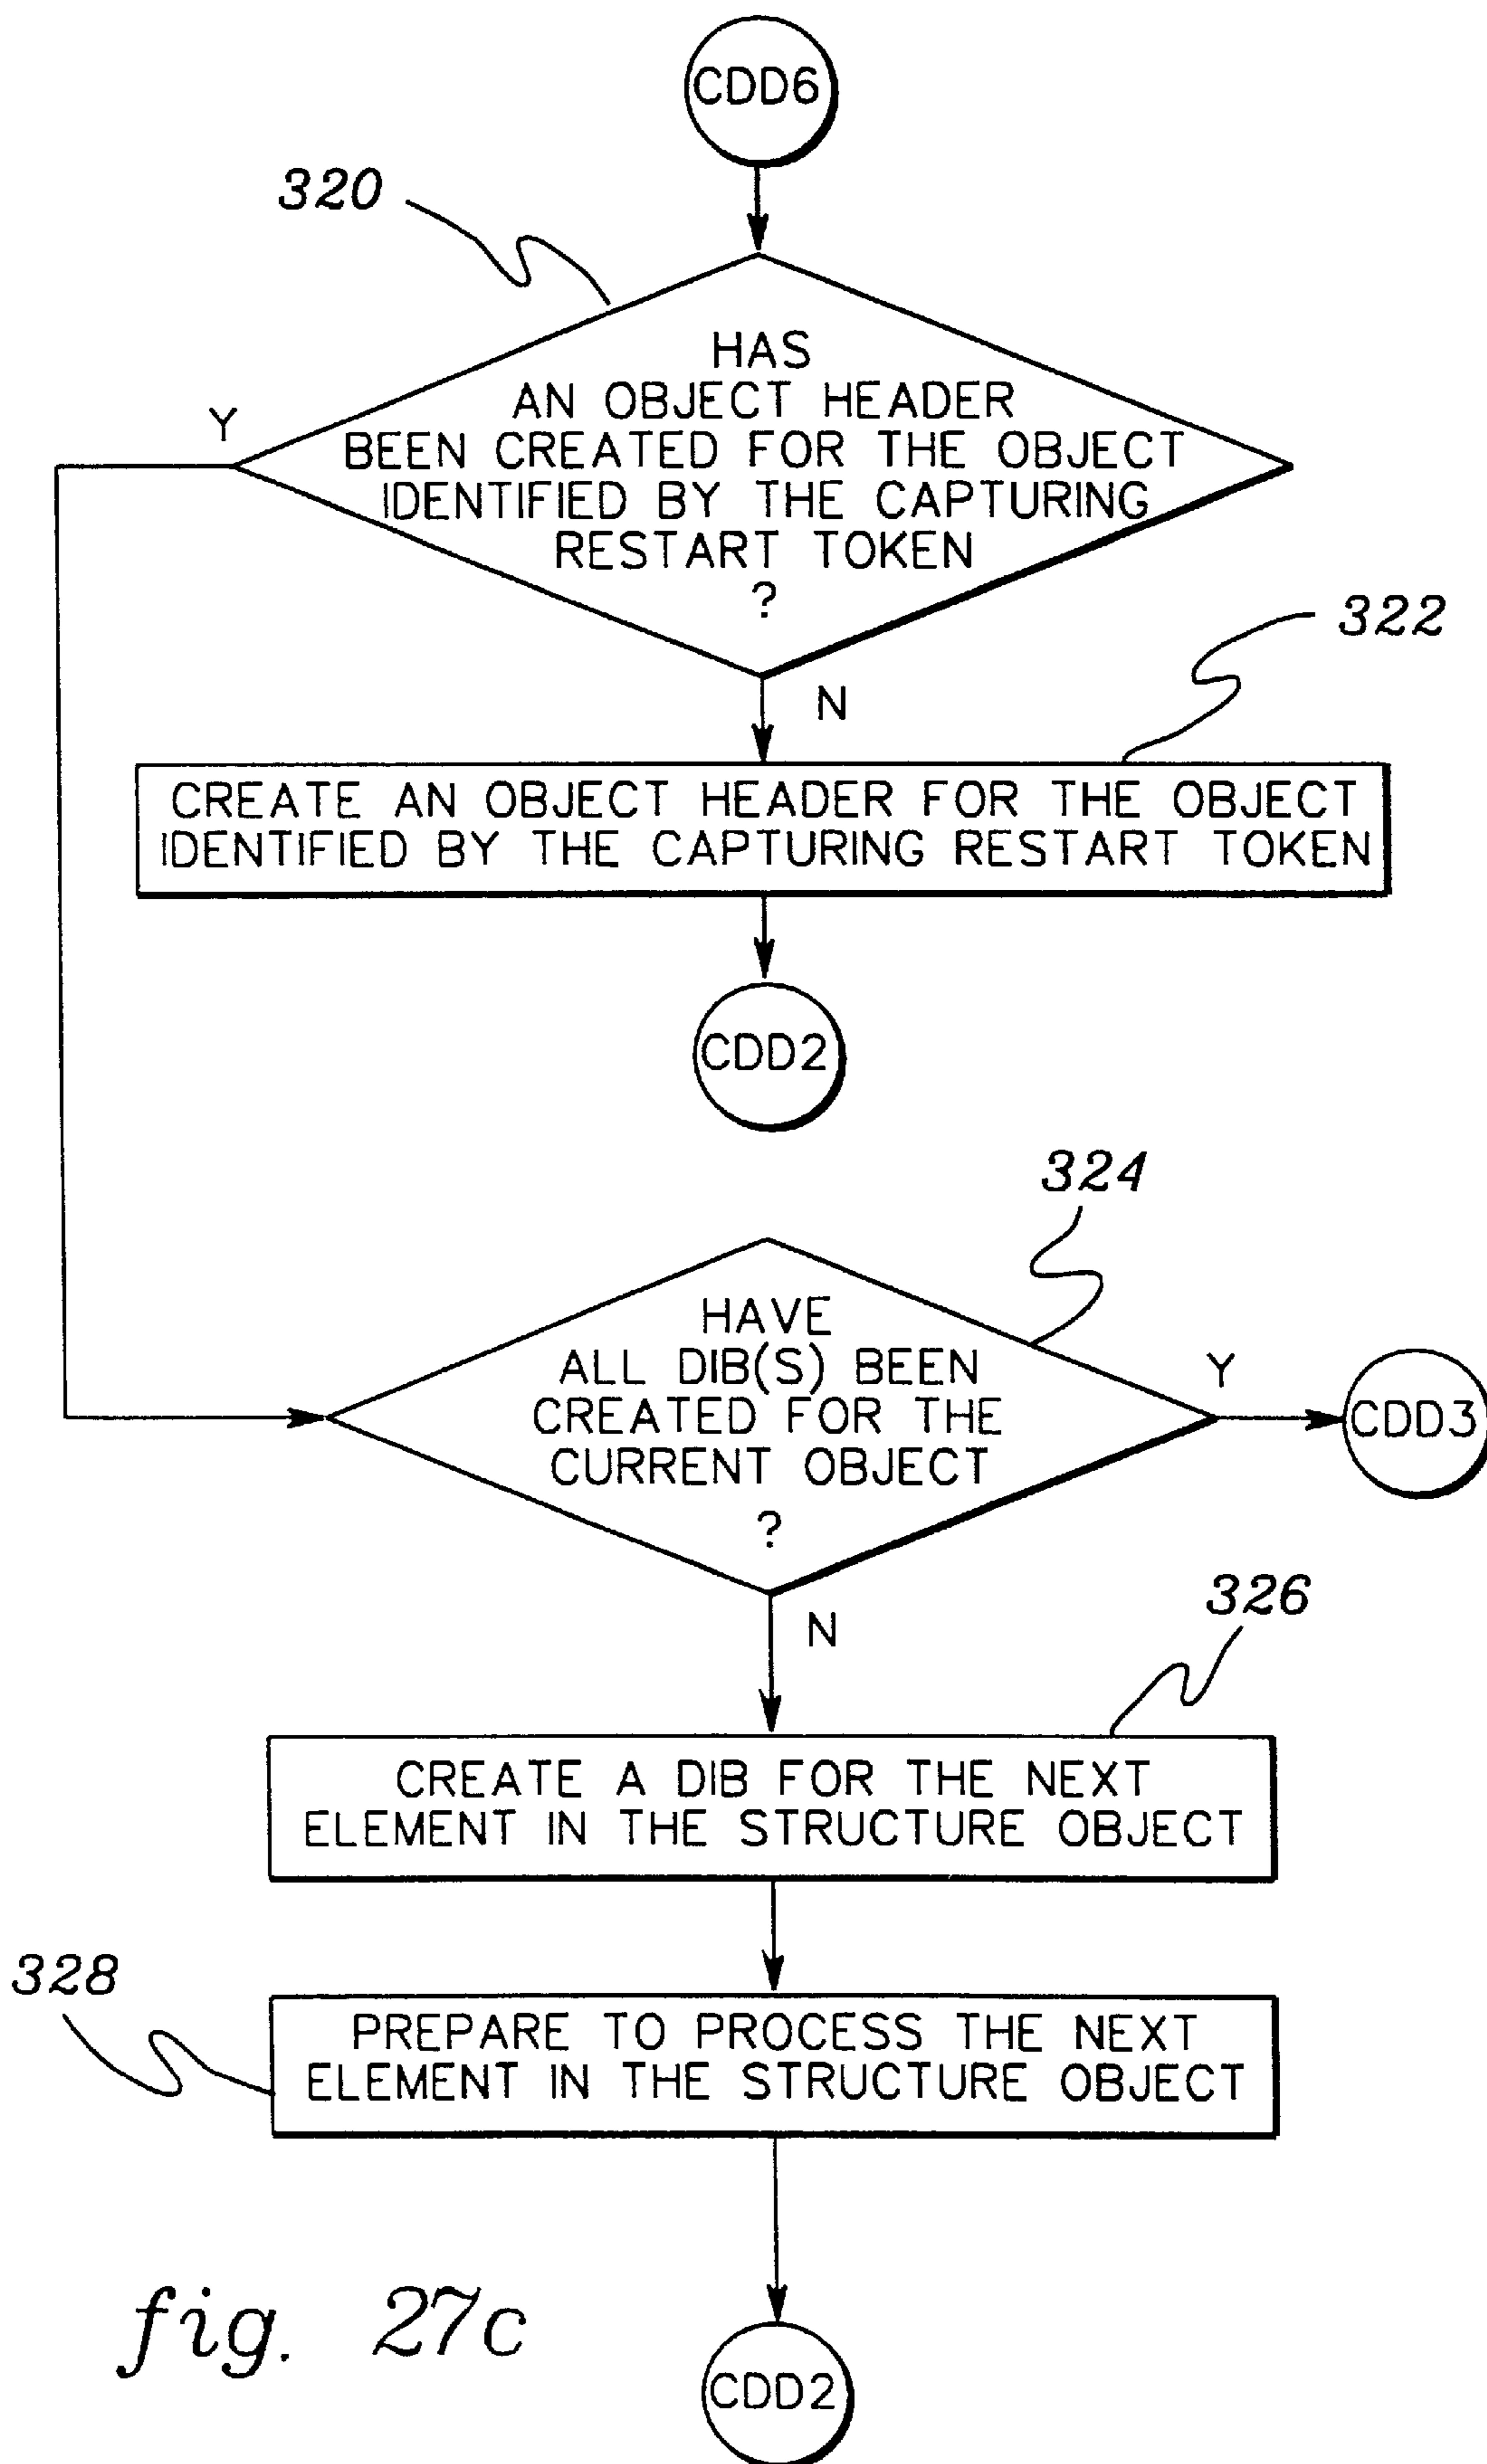 CDD6
320
HAS
AN OBJECT HEADER
BEEN CREATED FOR THE OBJECT
IDENTIFIED BY THE CAPTURING
RESTART TOKEN
?
Y
N
322
CREATE AN OBJECT HEADER FOR THE OBJECT
IDENTIFIED BY THE CAPTURING RESTART TOKEN
CDD2
324
HAVE
ALL DIB(S) BEEN
CREATED FOR THE
CURRENT OBJECT
?
Y
CDD3
N
326
CREATE A DIB FOR THE NEXT
ELEMENT IN THE STRUCTURE OBJECT
328
PREPARE TO PROCESS THE NEXT
ELEMENT IN THE STRUCTURE OBJECT
CDD2
fig. 27c